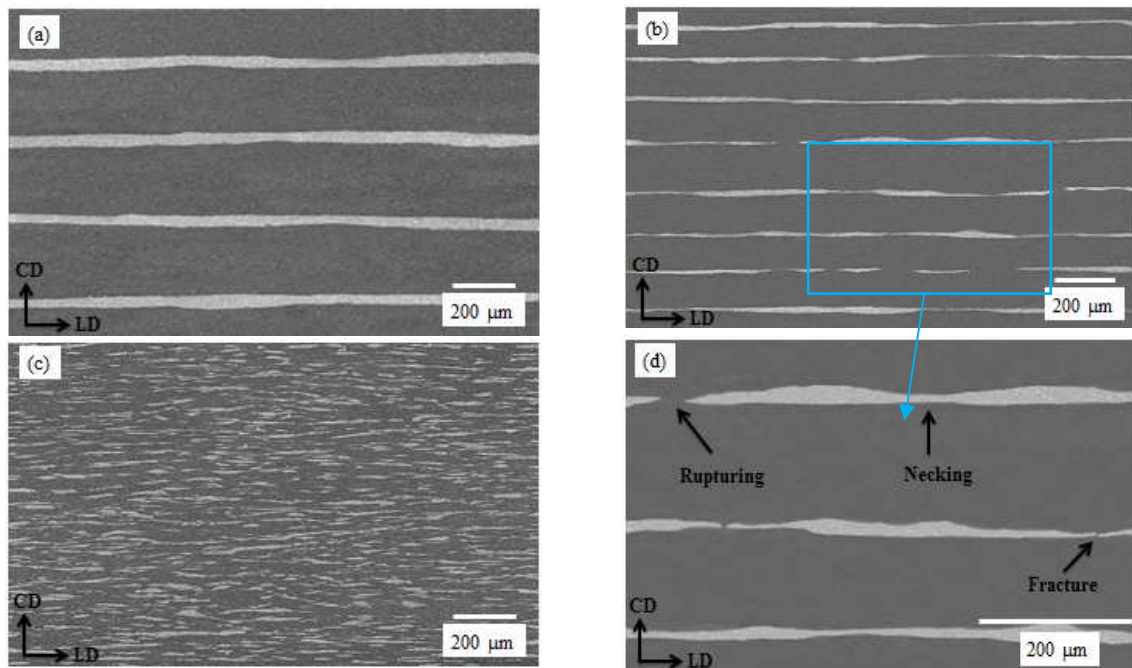 (a)
CD
LD
200 μm
(b)
CD
LD
200 μm
(c)
CD
LD
200 μm
(d)
Rupturing
Necking
Fracture
CD
LD
200 μm